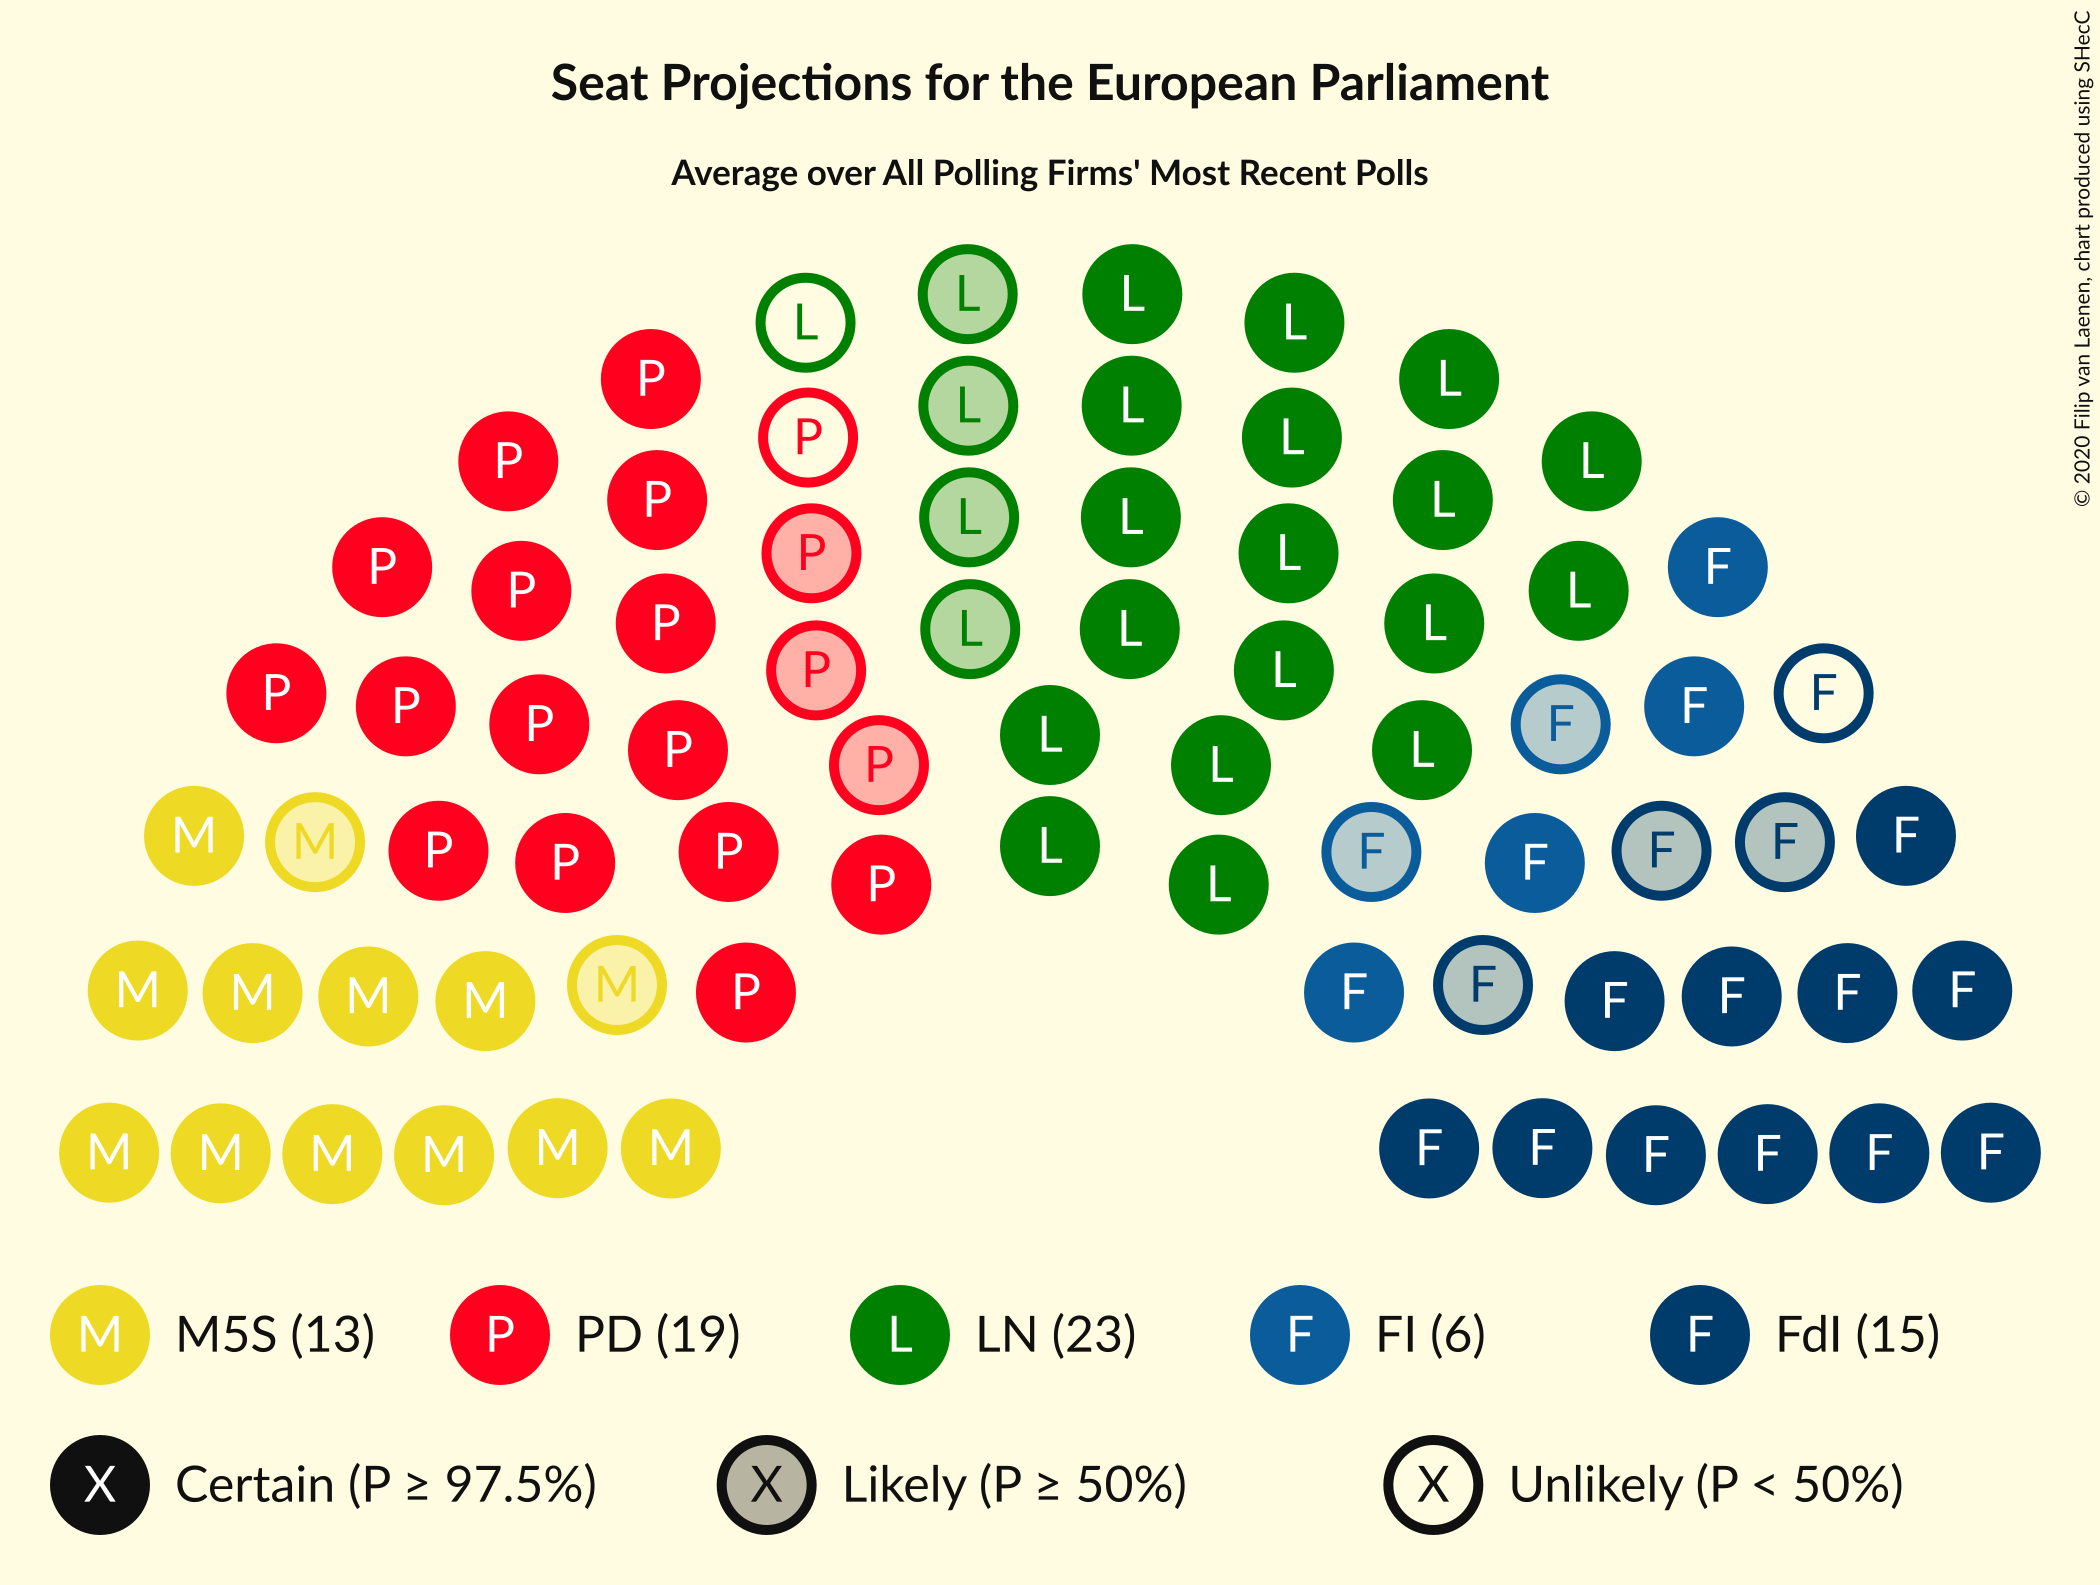 Seat Projections for the European Parliament
Average over All Polling Firms' Most Recent Polls
© 2020 Filip van Laenen, chart produced using SHecC
L L L L
P L
P L
P L L L
P P L
P P L L L F
P P L
P L L
P P P F
P P P L L F F
P P L L
M M P P P L F F F F F
P P L L
M M M M M P F F F F F F
M M M M M M F F F F F F
M M5S (13) P PD (19) L LN (23) F FI (6) F FdI (15)
X Certain (P ≥ 97.5%) X Likely (P ≥ 50%) X Unlikely (P < 50%)